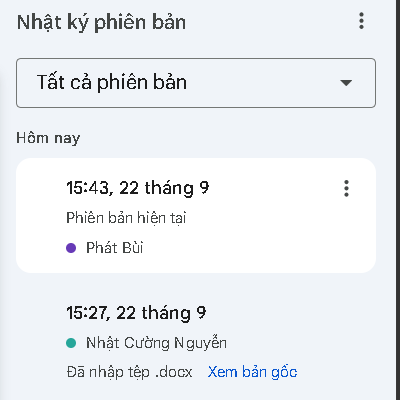 Nhật ký phiên bản
Tất cả phiên bản
Hôm nay
15:43, 22 tháng 9
Phiên bản hiện tại
Phát Bùi
15:27, 22 tháng 9
Nhật Cường Nguyễn
Đã nhập tệp .docx Xem bản gốc